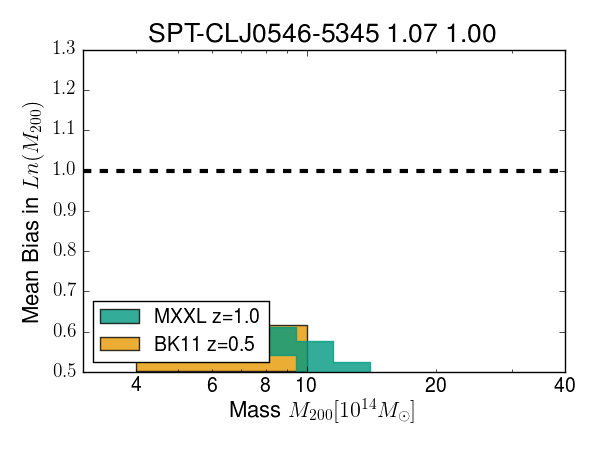 SPT-CLJ0546-5345 1.07 1.00
1.3
1.2
1.1
1.0
0.9
0.8
0.7
0.6
0.5
Mean Bias in Ln(M200)
MXXL z=1.0
BK11 z=0.5
4 6 8 10 20 40
Mass M200[10^14 M⊙]